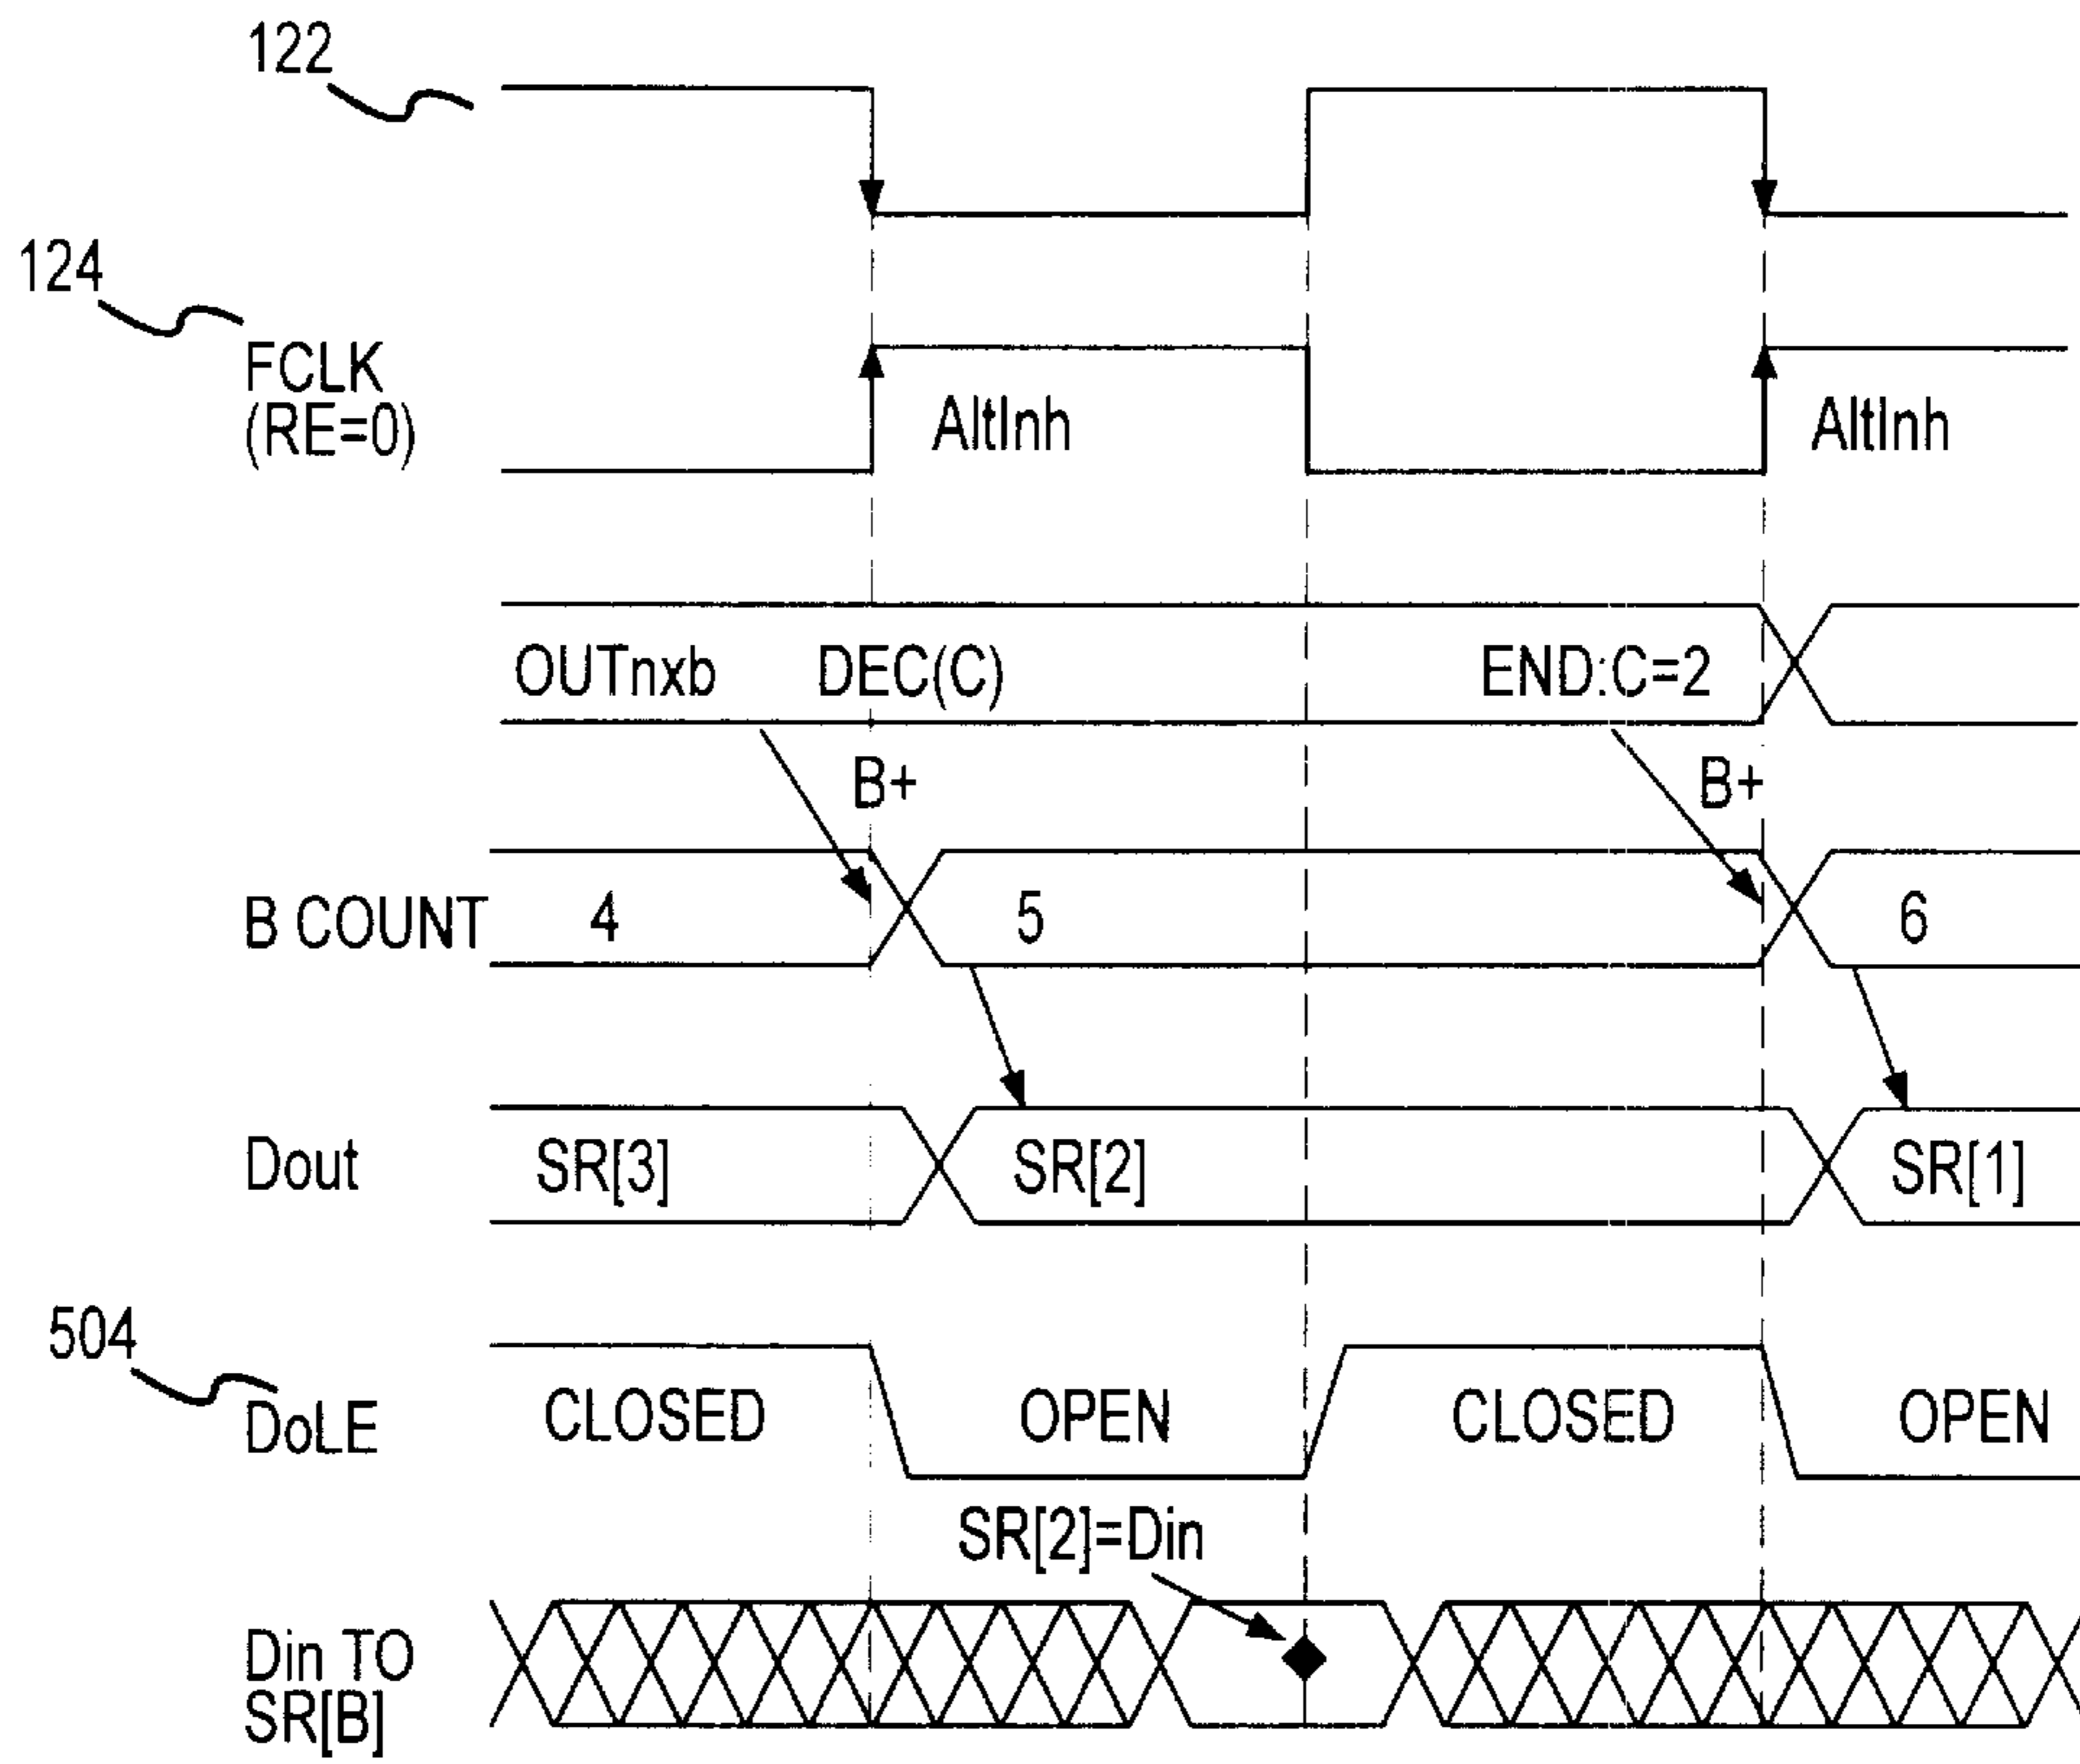 122
124
FCLK
(RE=0)
AltInh
AltInh
OUTnxb DEC(C) END:C=2
B+ B+
B COUNT 4 5 6
Dout SR[3] SR[2] SR[1]
504
DoLE CLOSED OPEN CLOSED OPEN
SR[2]=Din
Din TO
SR[B]